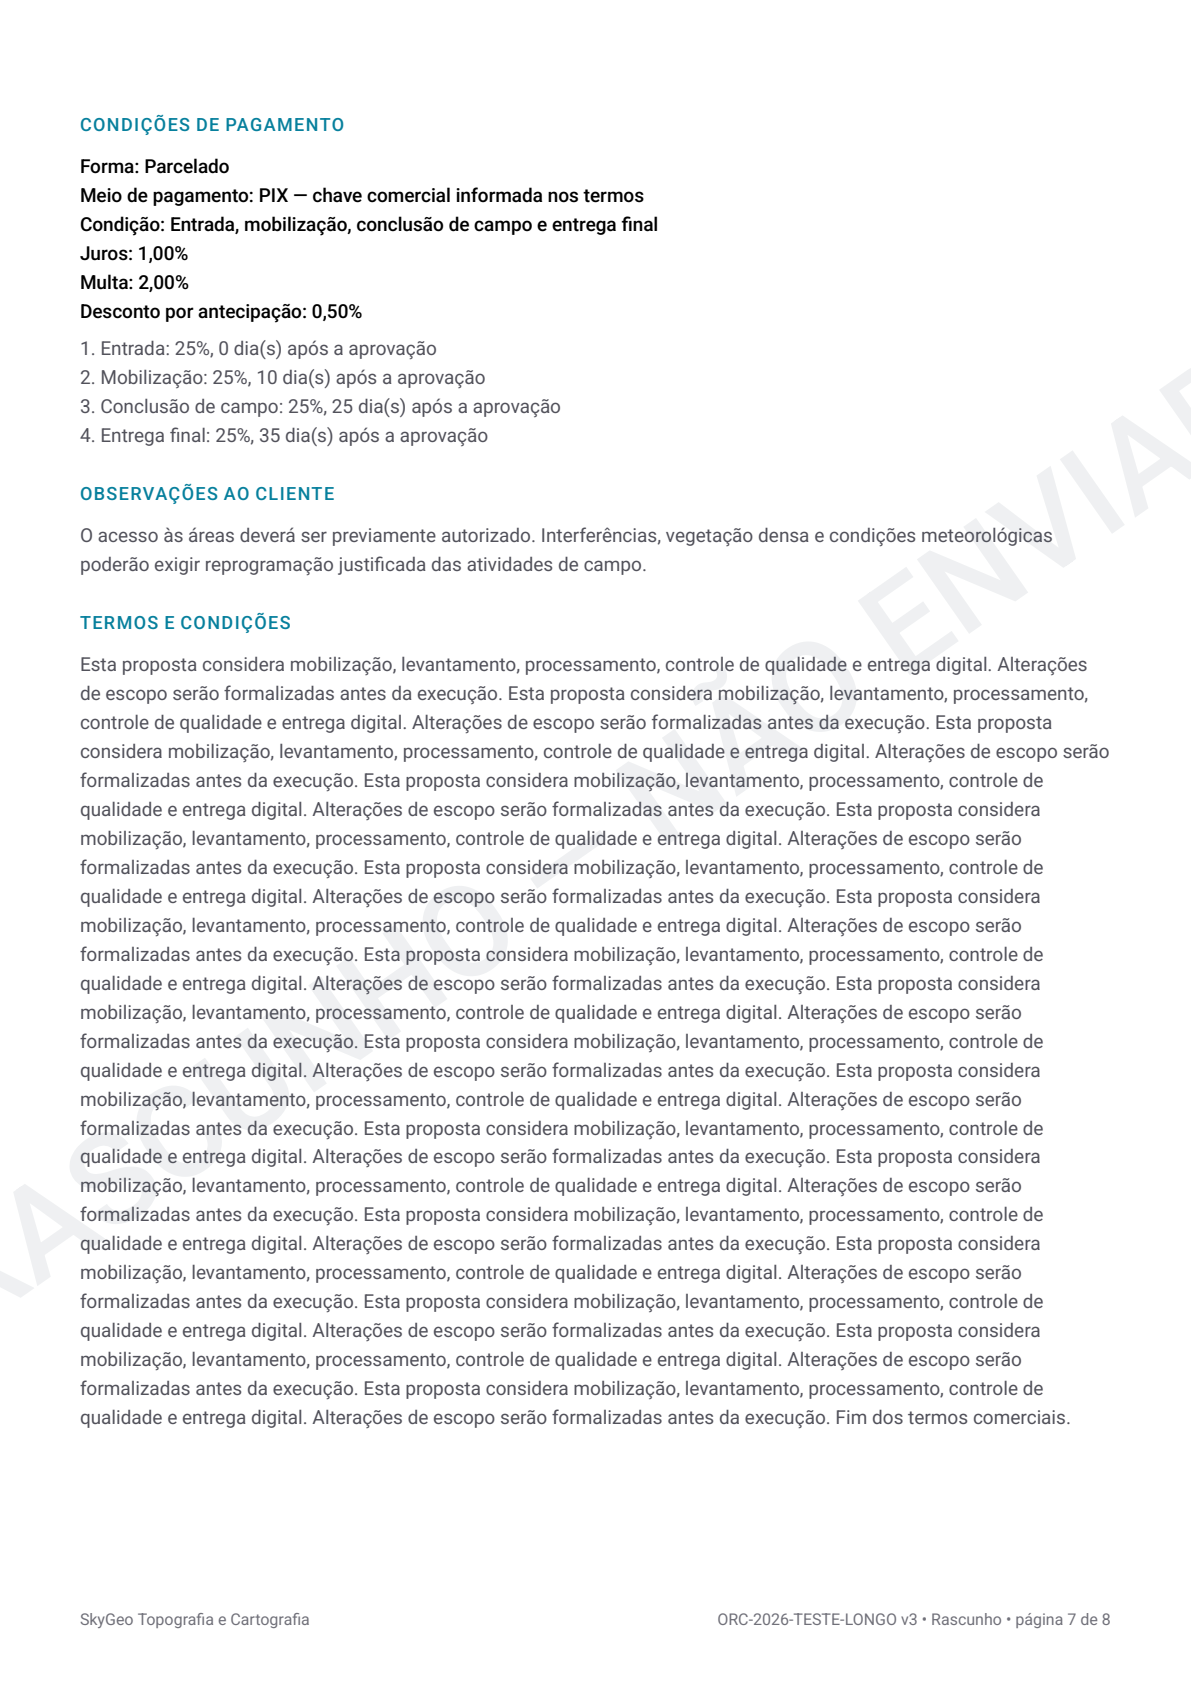 CONDIÇÕES DE PAGAMENTO
Forma: Parcelado
Meio de pagamento: PIX — chave comercial informada nos termos
Condição: Entrada, mobilização, conclusão de campo e entrega final
Juros: 1,00%
Multa: 2,00%
Desconto por antecipação: 0,50%
1. Entrada: 25%, 0 dia(s) após a aprovação
2. Mobilização: 25%, 10 dia(s) após a aprovação
3. Conclusão de campo: 25%, 25 dia(s) após a aprovação
4. Entrega final: 25%, 35 dia(s) após a aprovação
OBSERVAÇÕES AO CLIENTE
O acesso às áreas deverá ser previamente autorizado. Interferências, vegetação densa e condições meteorológicas
poderão exigir reprogramação justificada das atividades de campo.
TERMOS E CONDIÇÕES
Esta proposta considera mobilização, levantamento, processamento, controle de qualidade e entrega digital. Alterações
de escopo serão formalizadas antes da execução. Esta proposta considera mobilização, levantamento, processamento,
controle de qualidade e entrega digital. Alterações de escopo serão formalizadas antes da execução. Esta proposta
considera mobilização, levantamento, processamento, controle de qualidade e entrega digital. Alterações de escopo serão
formalizadas antes da execução. Esta proposta considera mobilização, levantamento, processamento, controle de
qualidade e entrega digital. Alterações de escopo serão formalizadas antes da execução. Esta proposta considera
mobilização, levantamento, processamento, controle de qualidade e entrega digital. Alterações de escopo serão
formalizadas antes da execução. Esta proposta considera mobilização, levantamento, processamento, controle de
qualidade e entrega digital. Alterações de escopo serão formalizadas antes da execução. Esta proposta considera
mobilização, levantamento, processamento, controle de qualidade e entrega digital. Alterações de escopo serão
formalizadas antes da execução. Esta proposta considera mobilização, levantamento, processamento, controle de
qualidade e entrega digital. Alterações de escopo serão formalizadas antes da execução. Esta proposta considera
mobilização, levantamento, processamento, controle de qualidade e entrega digital. Alterações de escopo serão
formalizadas antes da execução. Esta proposta considera mobilização, levantamento, processamento, controle de
qualidade e entrega digital. Alterações de escopo serão formalizadas antes da execução. Esta proposta considera
mobilização, levantamento, processamento, controle de qualidade e entrega digital. Alterações de escopo serão
formalizadas antes da execução. Esta proposta considera mobilização, levantamento, processamento, controle de
qualidade e entrega digital. Alterações de escopo serão formalizadas antes da execução. Esta proposta considera
mobilização, levantamento, processamento, controle de qualidade e entrega digital. Alterações de escopo serão
formalizadas antes da execução. Esta proposta considera mobilização, levantamento, processamento, controle de
qualidade e entrega digital. Alterações de escopo serão formalizadas antes da execução. Esta proposta considera
mobilização, levantamento, processamento, controle de qualidade e entrega digital. Alterações de escopo serão
formalizadas antes da execução. Esta proposta considera mobilização, levantamento, processamento, controle de
qualidade e entrega digital. Alterações de escopo serão formalizadas antes da execução. Esta proposta considera
mobilização, levantamento, processamento, controle de qualidade e entrega digital. Alterações de escopo serão
formalizadas antes da execução. Esta proposta considera mobilização, levantamento, processamento, controle de
qualidade e entrega digital. Alterações de escopo serão formalizadas antes da execução. Fim dos termos comerciais.
RASCUNHO — NÃO ENVIAR
SkyGeo Topografia e Cartografia
ORC-2026-TESTE-LONGO v3 • Rascunho • página 7 de 8